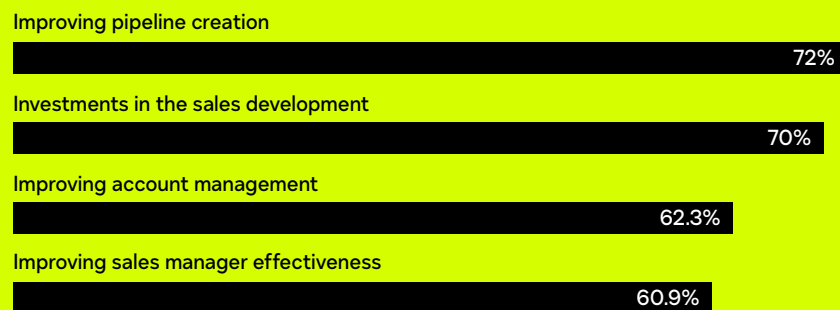 Improving pipeline creation
72%
Investments in the sales development
70%
Improving account management
62.3%
Improving sales manager effectiveness
60.9%